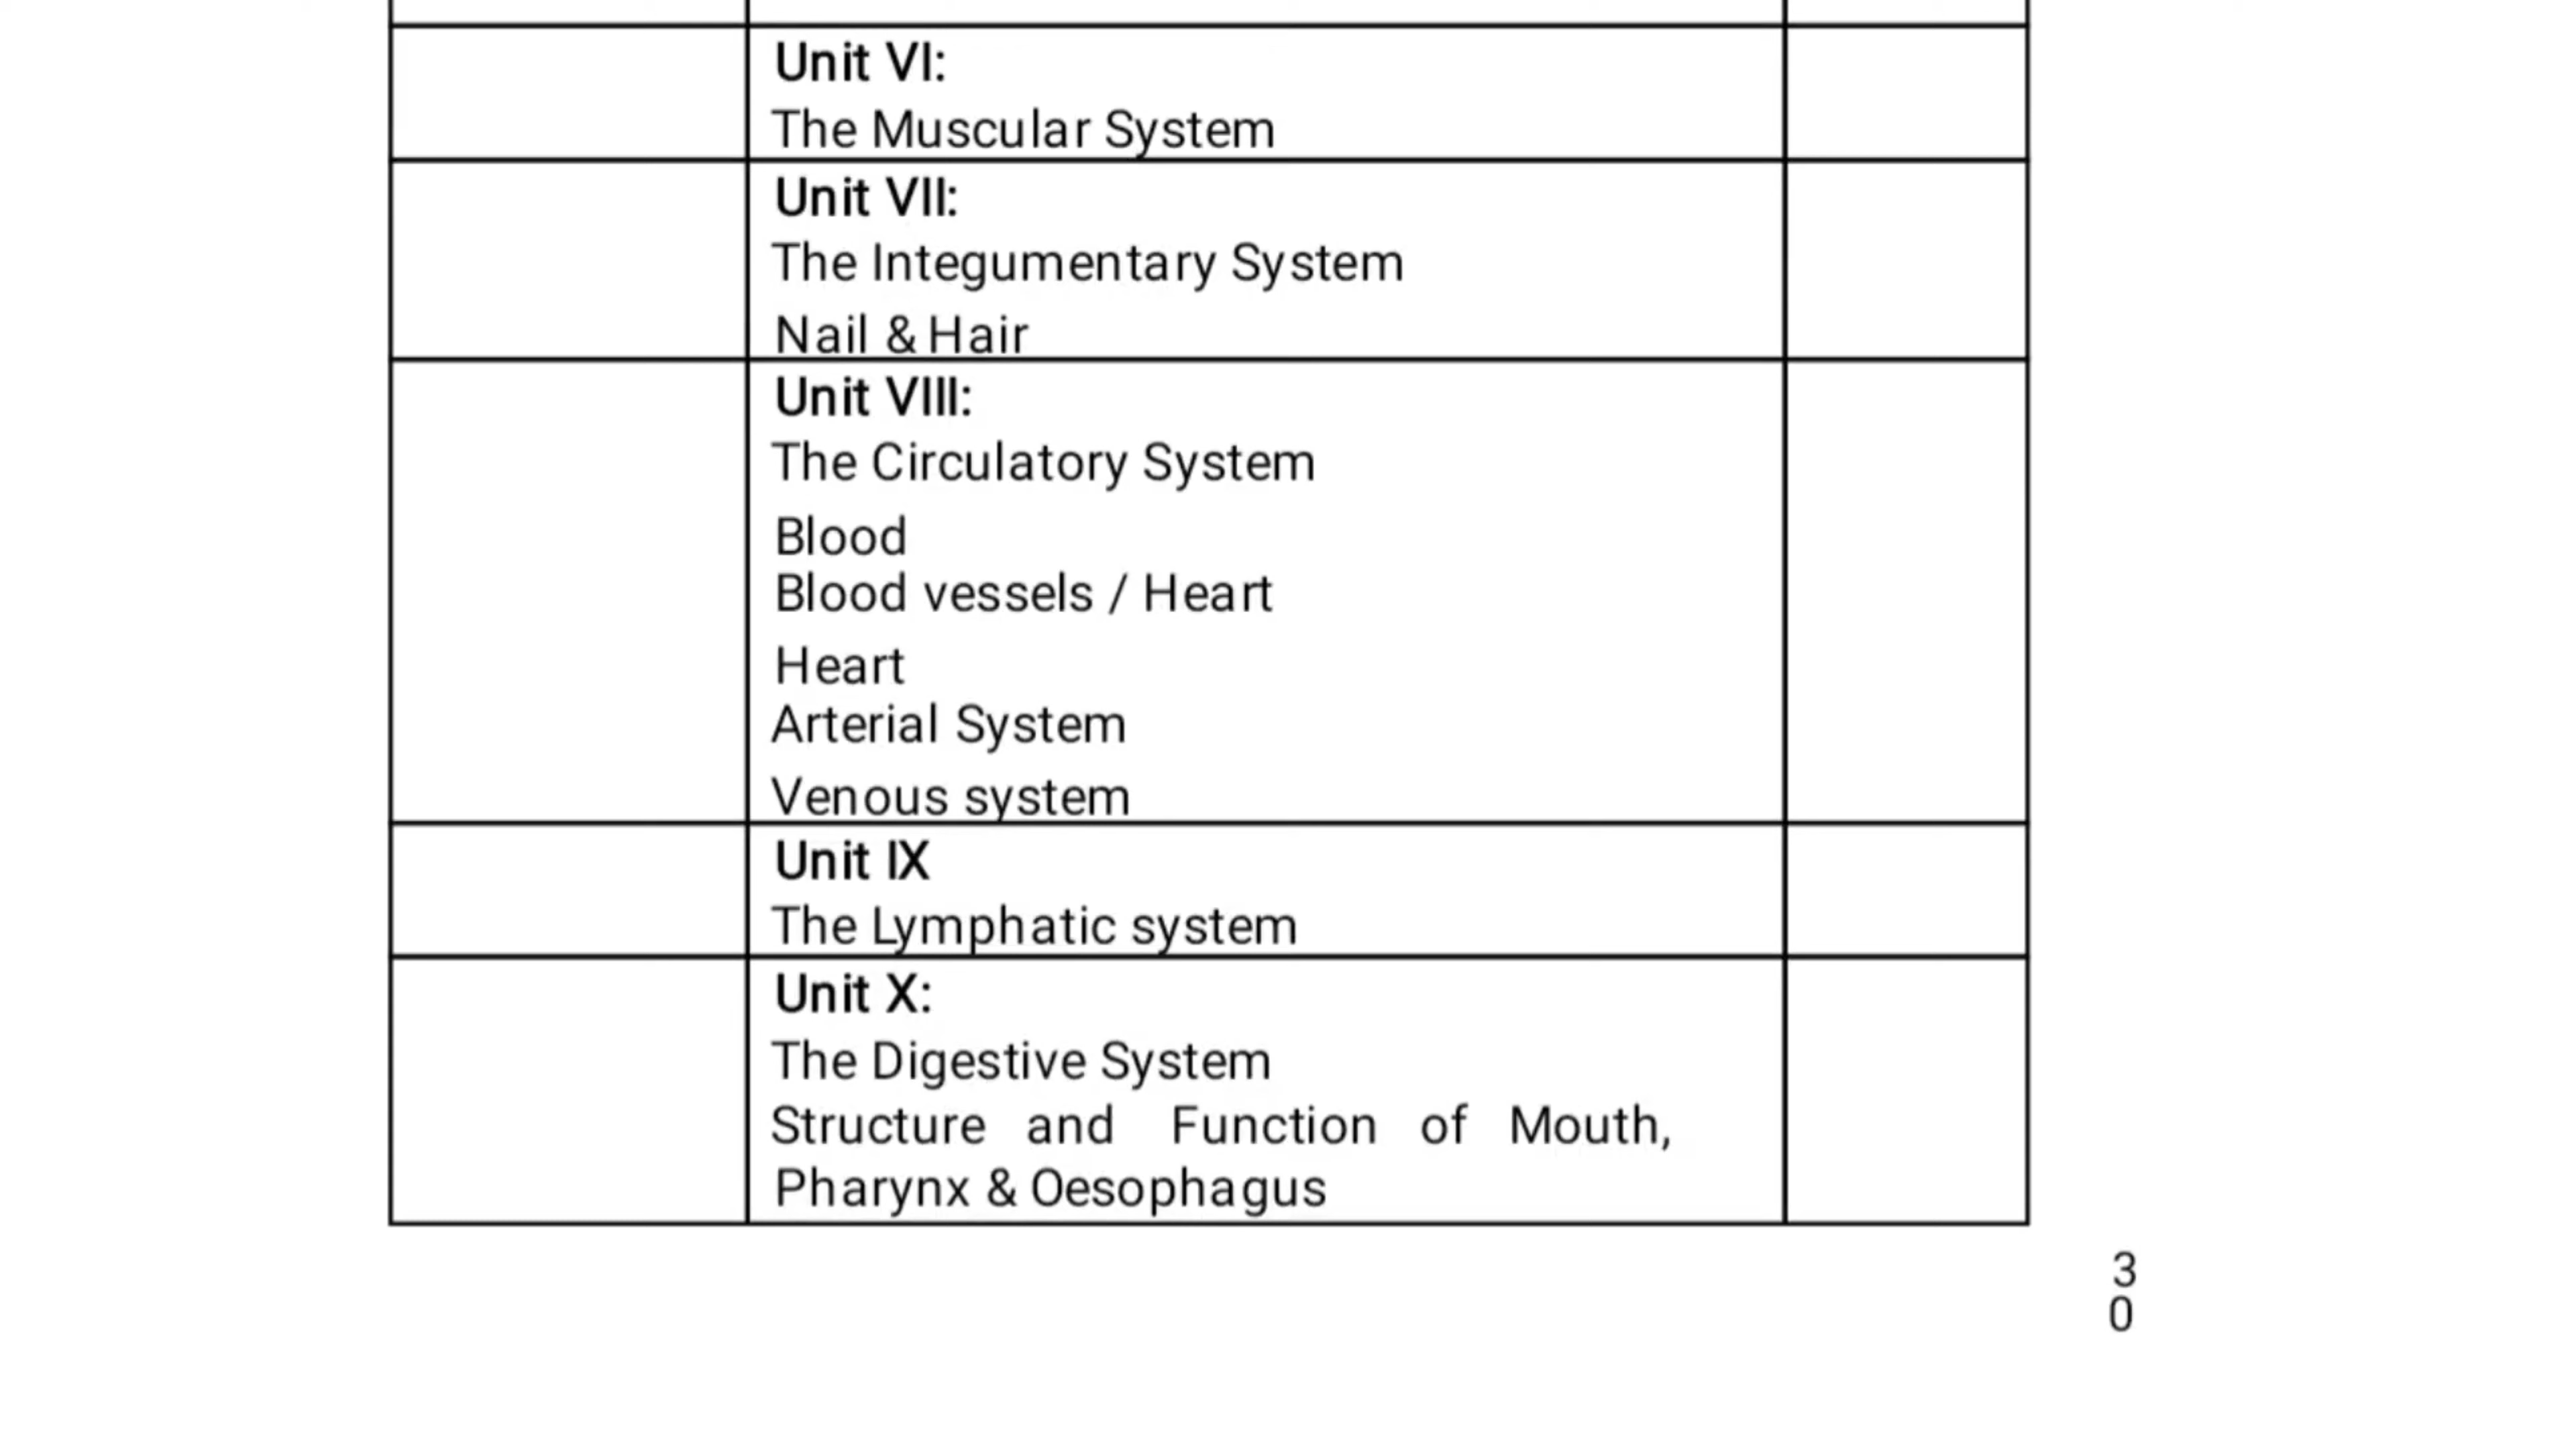 Unit VI:
The Muscular System
Unit VII:
The Integumentary System
Nail & Hair
Unit VIII:
The Circulatory System
Blood
Blood vessels / Heart
Heart
Arterial System
Venous system
Unit IX
The Lymphatic system
Unit X:
The Digestive System
Structure and Function of Mouth,
Pharynx & Oesophagus
3
0